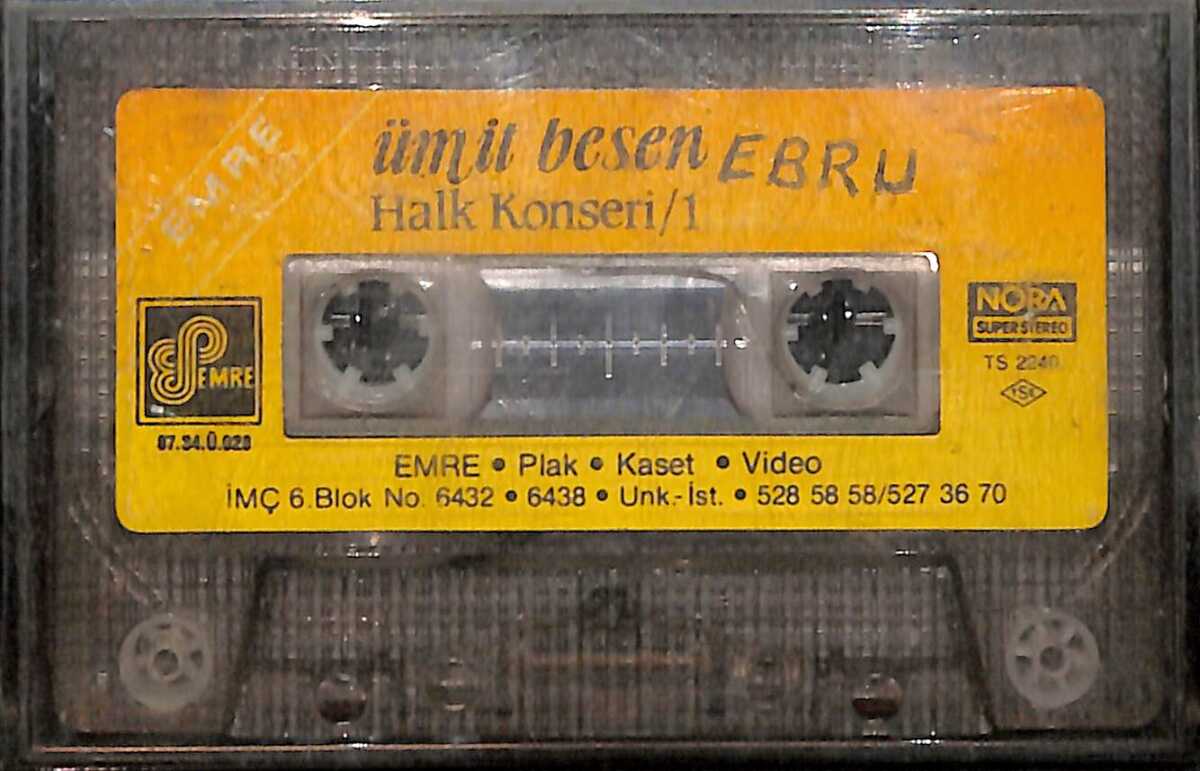 EMRE
ümit besen EBRU
Halk Konseri/1
EMRE
87.34.Ü.028
NORA
SUPER STEREO
TS 2240
TSE
EMRE • Plak • Kaset • Video
İMÇ 6.Blok No. 6432 • 6438 • Unk.-İst. • 528 58 58/527 36 70